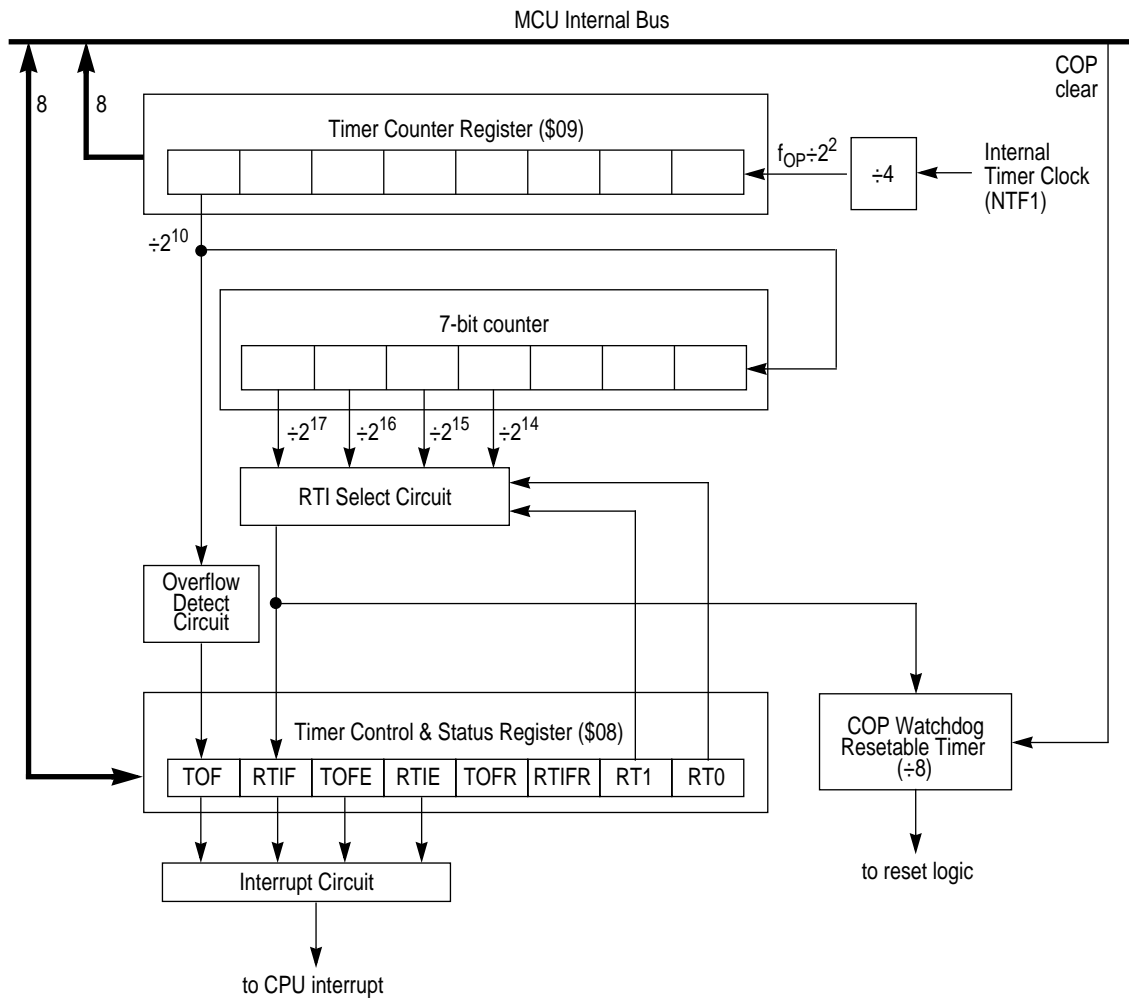 MCU Internal Bus
COP
clear
8
8
Timer Counter Register ($09)
fOP÷2²
÷4
Internal
Timer Clock
(NTF1)
÷2¹⁰
7-bit counter
÷2¹⁷
÷2¹⁶
÷2¹⁵
÷2¹⁴
RTI Select Circuit
Overflow
Detect
Circuit
Timer Control & Status Register ($08)
TOF RTIF TOFE RTIE TOFR RTIFR RT1 RT0
COP Watchdog
Resetable Timer
(÷8)
Interrupt Circuit
to reset logic
to CPU interrupt